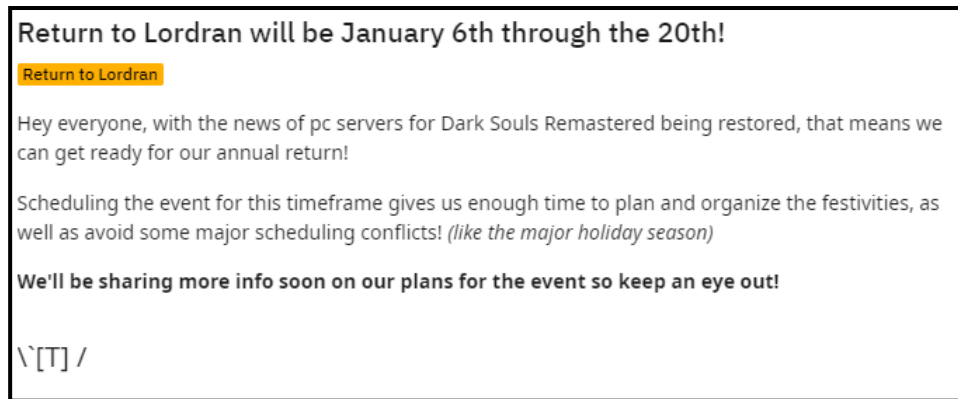 Return to Lordran will be January 6th through the 20th!
Return to Lordran
Hey everyone, with the news of pc servers for Dark Souls Remastered being restored, that means we
can get ready for our annual return!
Scheduling the event for this timeframe gives us enough time to plan and organize the festivities, as
well as avoid some major scheduling conflicts! (like the major holiday season)
We'll be sharing more info soon on our plans for the event so keep an eye out!
\`[T] /